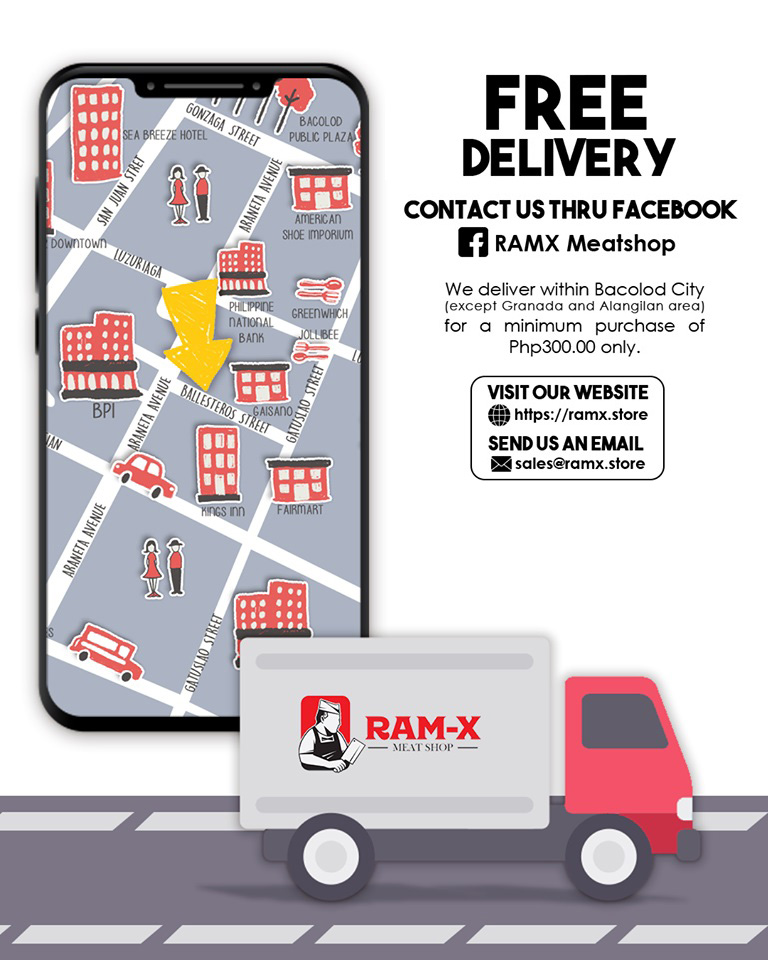 FREE
DELIVERY
CONTACT US THRU FACEBOOK
RAMX Meatshop
We deliver within Bacolod City
(except Granada and Alangilan area)
for a minimum purchase of
Php300.00 only.
VISIT OUR WEBSITE
https://ramx.store
SEND US AN EMAIL
sales@ramx.store
GONZAGA STREET
BACOLOD
PUBLIC PLAZA
SEA BREEZE HOTEL
SAN JUAN STRET
ARANETA AVENUE
AMERICAN
SHOE IMPORIUM
DOWNTOWN
LUZURIAGA
PHILIPPINE
NATIONAL
BANK
GREENWHICH
JOLLIBEE
LU
BPI
ARANETA AVENUE
BALLESTEROS STREET
GAISANO
GATUSLAO STREET
KINGS INN
FAIRMART
ARANETA AVENUE
GATUSLAO STREET
RAM-X
MEAT SHOP